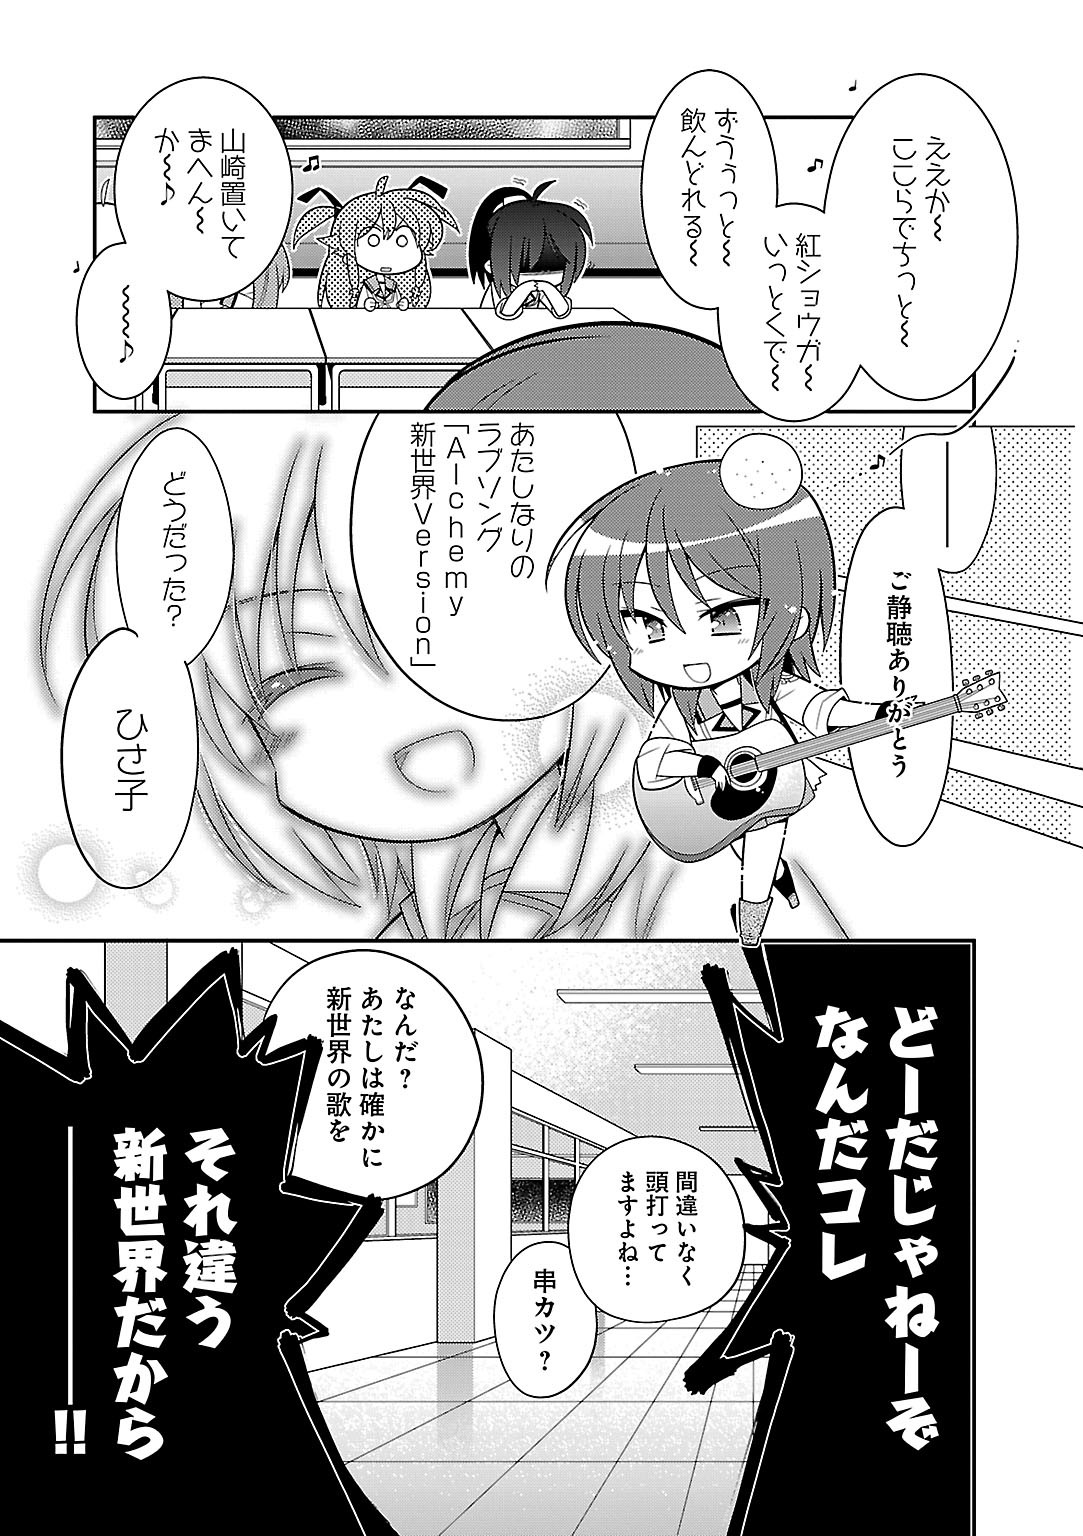 ええか〜
ここらでちっと〜
紅ショウガ〜
いっとくで〜
ずううっと〜
飲んどれる〜
山崎置いて
まへん〜
か〜♪
〜〜♪
ご静聴ありがとう
あたしなりの
ラブソング
「Alchemy
新世界Version」
どうだった?
ひさ子
どーだじゃねーぞ
なんだコレ
間違いなく
頭打って
ますよね…
串カツ?
なんだ?
あたしは確かに
新世界の歌を
それ違う
新世界だから
――――!!